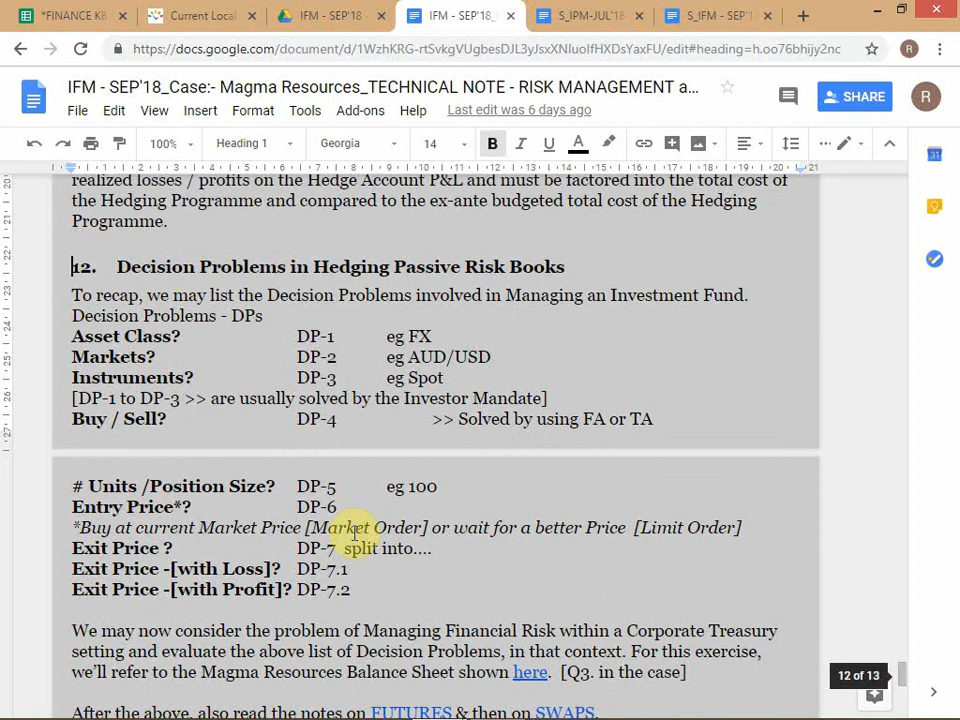 *FINANCE KB
Current Local
IFM - SEP'18
IFM - SEP'18_
S_IPM-JUL'18
S_IFM - SEP'1
https://docs.google.com/document/d/1WzhKRG-rtSvkgVUgbesDJL3yJsxXNIuoIfHXDsYaxFU/edit#heading=h.oo76bhijy2nc
R
IFM - SEP'18_Case:- Magma Resources_TECHNICAL NOTE - RISK MANAGEMENT a...
SHARE
R
File Edit View Insert Format Tools Add-ons Help Last edit was 6 days ago
100% Heading 1 Georgia 14 B I U A
31
realized losses / profits on the Hedge Account P&L and must be factored into the total cost of
the Hedging Programme and compared to the ex-ante budgeted total cost of the Hedging
Programme.
12. Decision Problems in Hedging Passive Risk Books
To recap, we may list the Decision Problems involved in Managing an Investment Fund.
Decision Problems - DPs
Asset Class? DP-1 eg FX
Markets? DP-2 eg AUD/USD
Instruments? DP-3 eg Spot
[DP-1 to DP-3 >> are usually solved by the Investor Mandate]
Buy / Sell? DP-4 >> Solved by using FA or TA
# Units /Position Size? DP-5 eg 100
Entry Price*? DP-6
*Buy at current Market Price [Market Order] or wait for a better Price [Limit Order]
Exit Price ? DP-7 split into....
Exit Price -[with Loss]? DP-7.1
Exit Price -[with Profit]? DP-7.2
We may now consider the problem of Managing Financial Risk within a Corporate Treasury
setting and evaluate the above list of Decision Problems, in that context. For this exercise,
we'll refer to the Magma Resources Balance Sheet shown here. [Q3. in the case]
12 of 13
After the above, also read the notes on FUTURES & then on SWAPS.